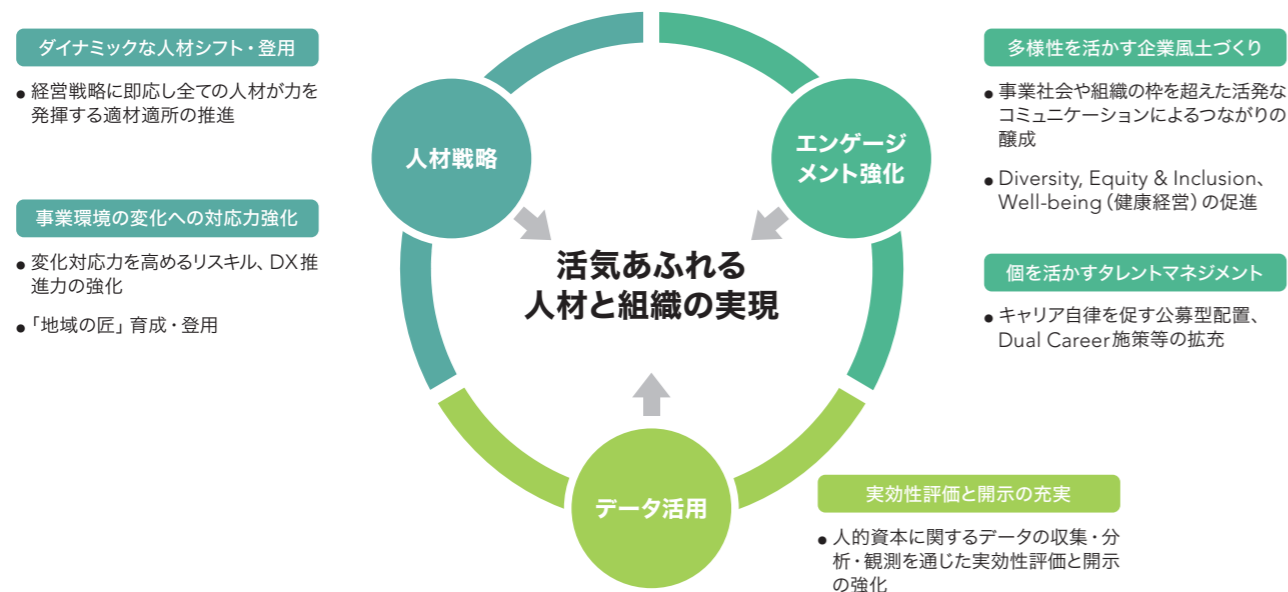 ダイナミックな人材シフト・登用
● 経営戦略に即応し全ての人材が力を
発揮する適材適所の推進
事業環境の変化への対応力強化
● 変化対応力を高めるリスキル、DX推
進力の強化
●「地域の匠」育成・登用
人材戦略
エンゲージ
メント強化
活気あふれる
人材と組織の実現
データ活用
多様性を活かす企業風土づくり
● 事業社会や組織の枠を超えた活発な
コミュニケーションによるつながりの
醸成
● Diversity, Equity & Inclusion、
Well-being（健康経営）の促進
個を活かすタレントマネジメント
● キャリア自律を促す公募型配置、
Dual Career施策等の拡充
実効性評価と開示の充実
● 人的資本に関するデータの収集・分
析・観測を通じた実効性評価と開示
の強化